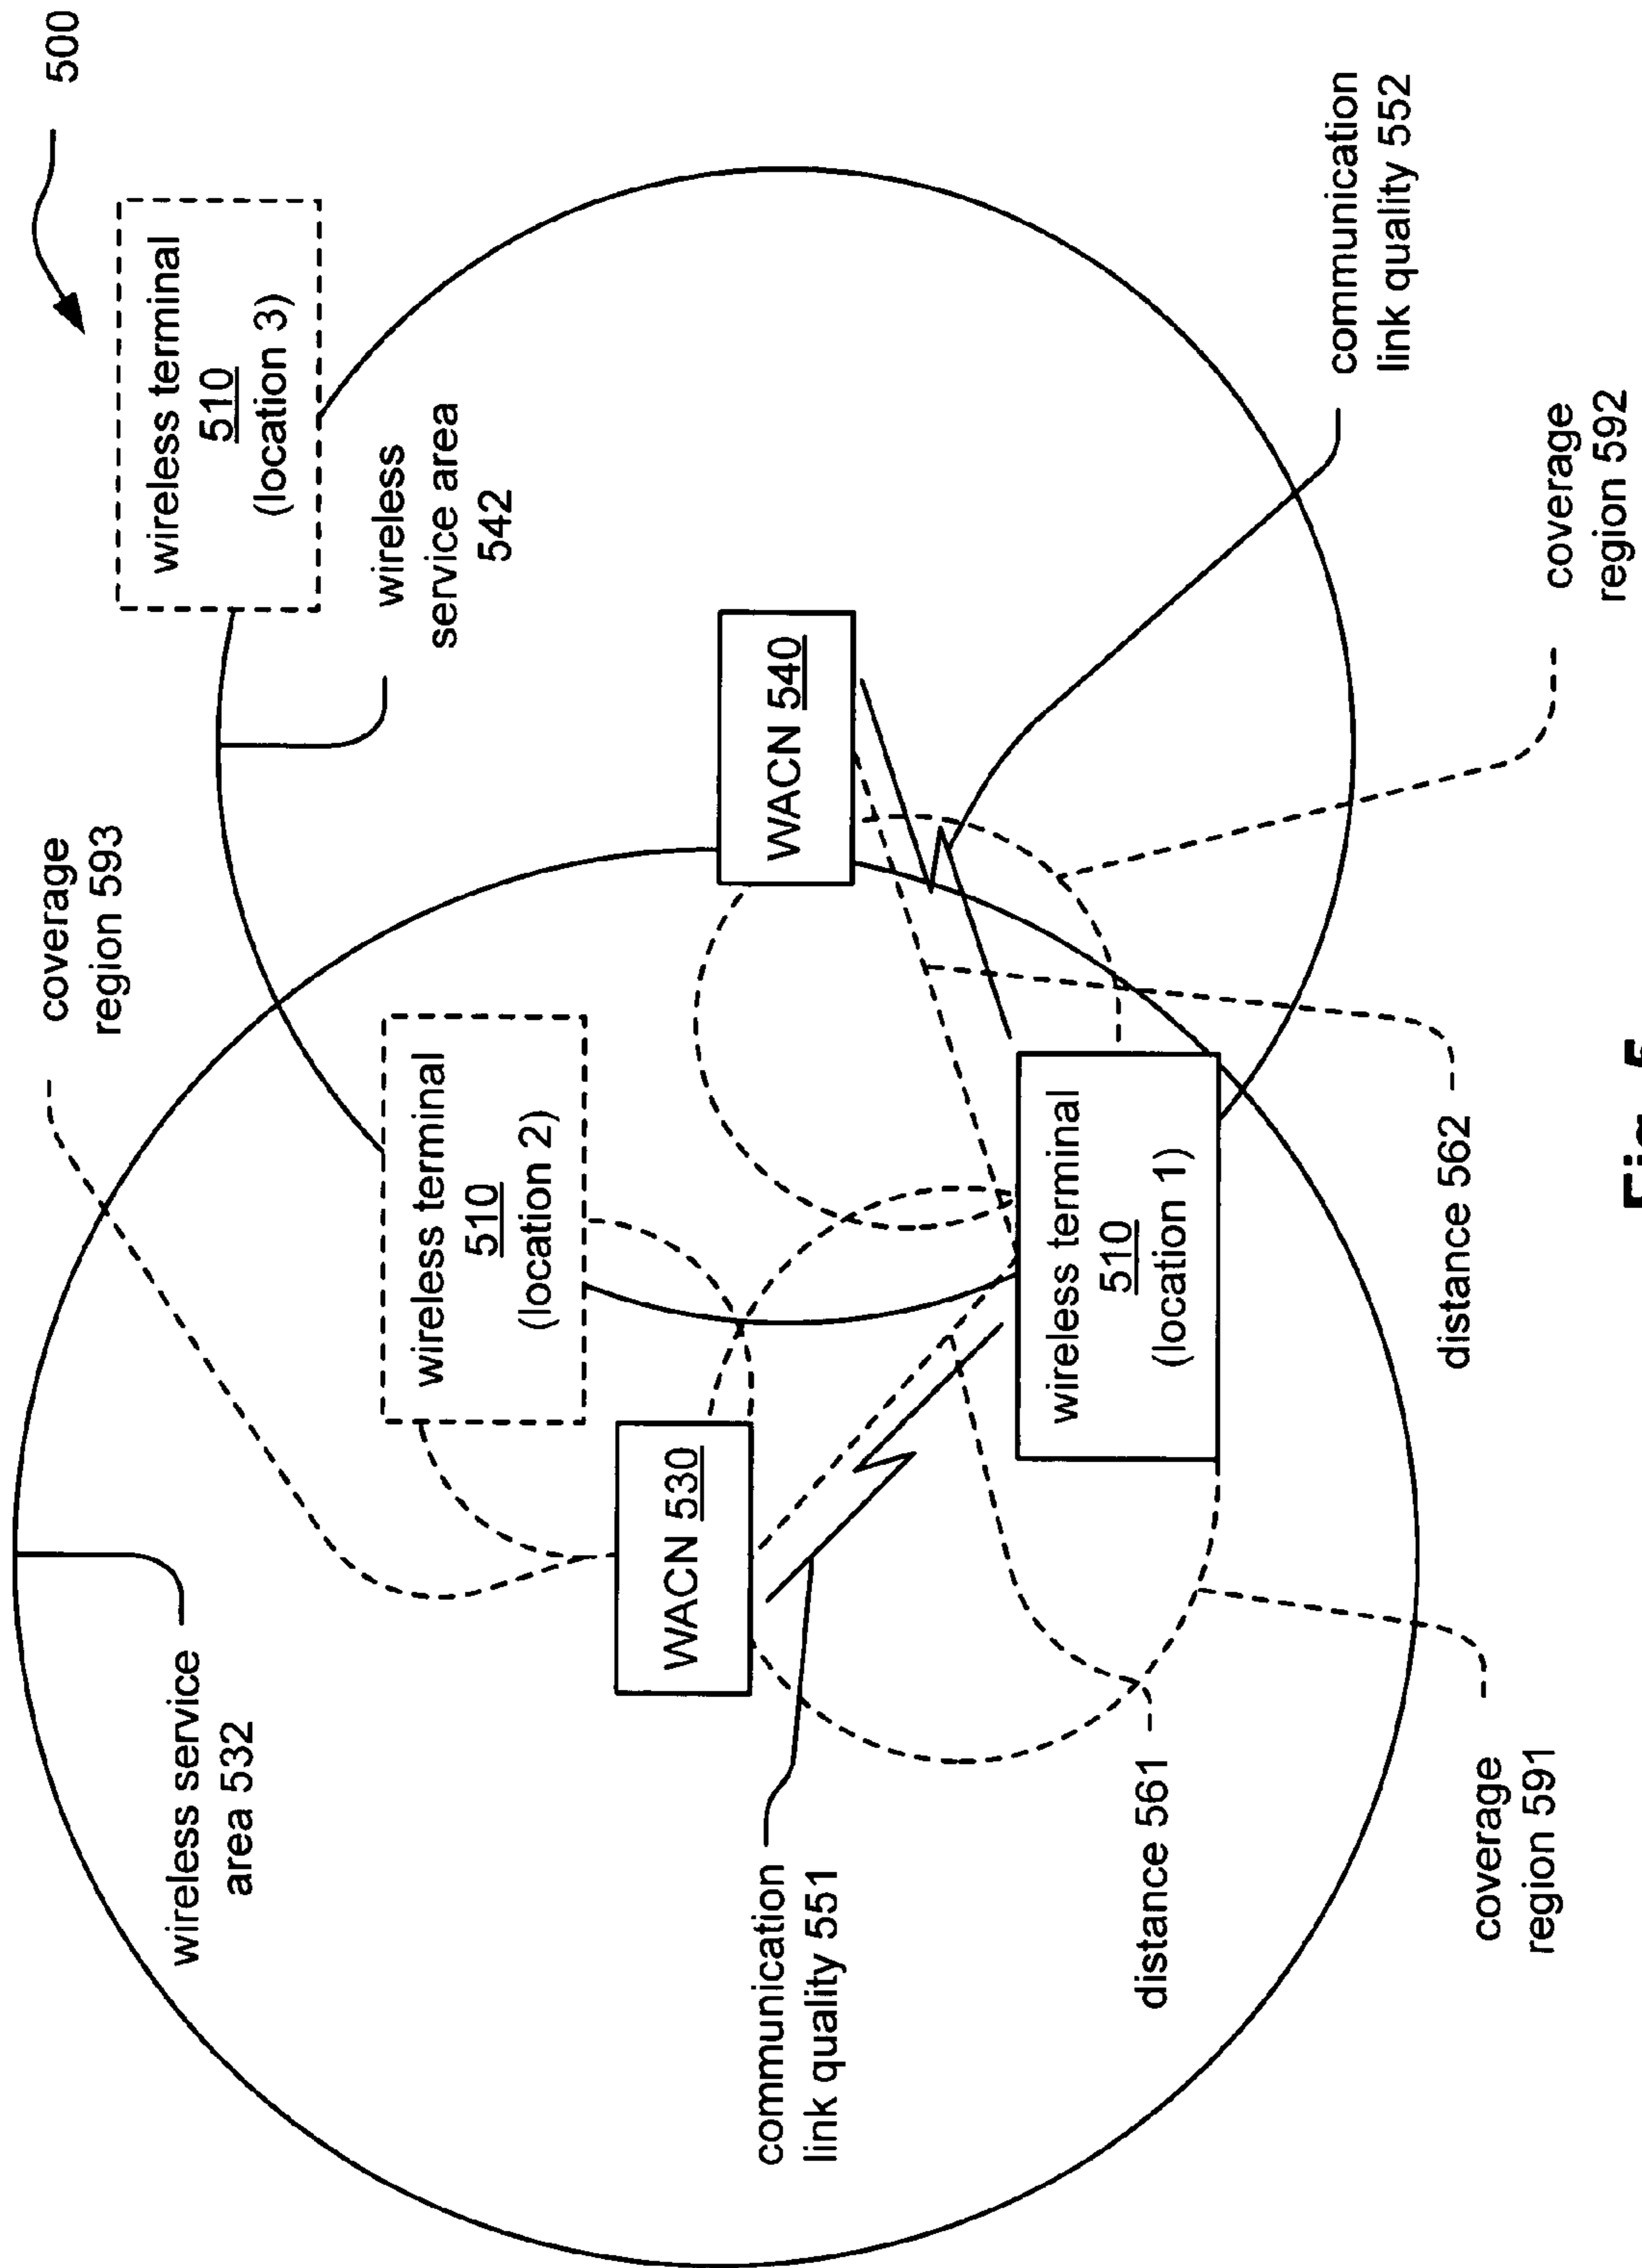 500
wireless terminal
510
(location 3)
coverage
region 593
wireless
service area
542
wireless service
area 532
wireless terminal
510
(location 2)
WACN 540
WACN 530
communication
link quality 551
wireless terminal
510
(location 1)
communication
link quality 552
distance 561
distance 562
coverage
region 592
coverage
region 591
Fig. 5